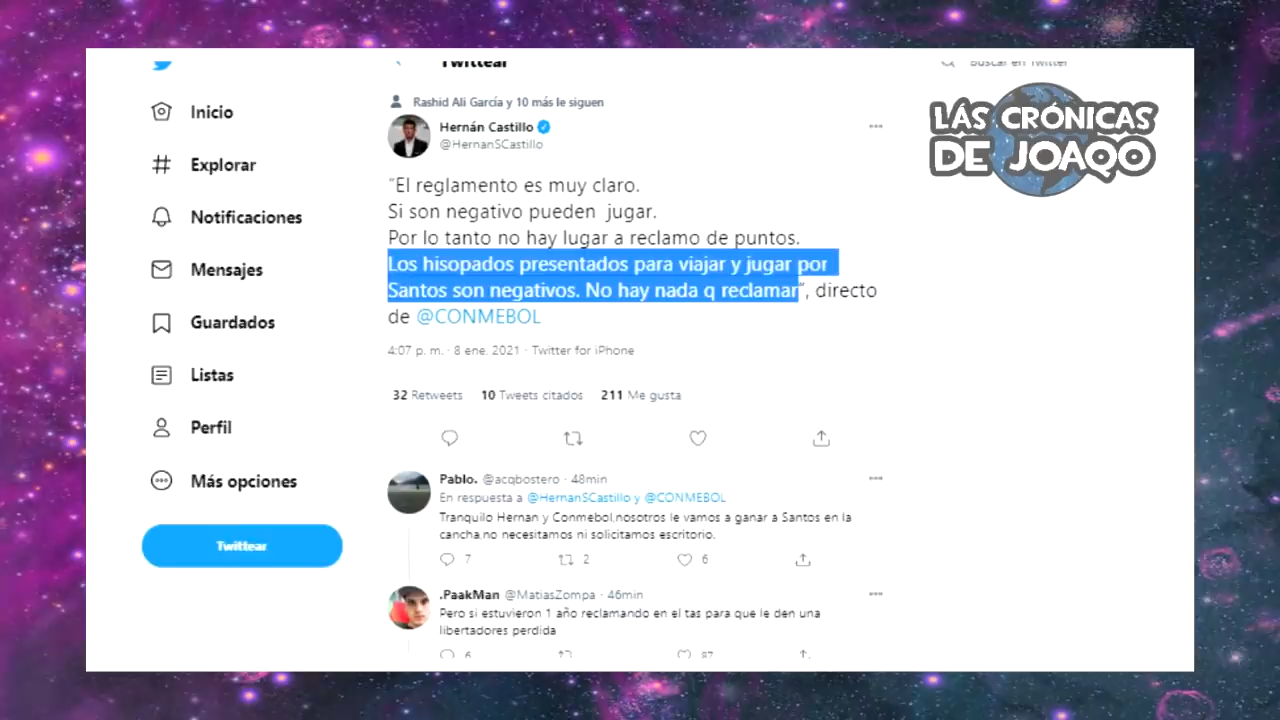 Twittear
Buscar en Twitter
Inicio
Explorar
Notificaciones
Mensajes
Guardados
Listas
Perfil
Más opciones
Twittear
Rashid Ali García y 10 más le siguen
Hernán Castillo
@HernanSCastillo
"El reglamento es muy claro.
Si son negativo pueden jugar.
Por lo tanto no hay lugar a reclamo de puntos.
Los hisopados presentados para viajar y jugar por
Santos son negativos. No hay nada q reclamar", directo
de @CONMEBOL
4:07 p. m. · 8 ene. 2021 · Twitter for iPhone
32 Retweets 10 Tweets citados 211 Me gusta
Pablo. @acqbostero · 48min
En respuesta a @HernanSCastillo y @CONMEBOL
Tranquilo Hernan y Conmebol,nosotros le vamos a ganar a Santos en la
cancha,no necesitamos ni solicitamos escritorio.
7 2 6
.PaakMan @MatiasZompa · 46min
Pero si estuvieron 1 año reclamando en el tas para que le den una
libertadores perdida
6 87
LÁS CRÓNICAS
DE JOAQO